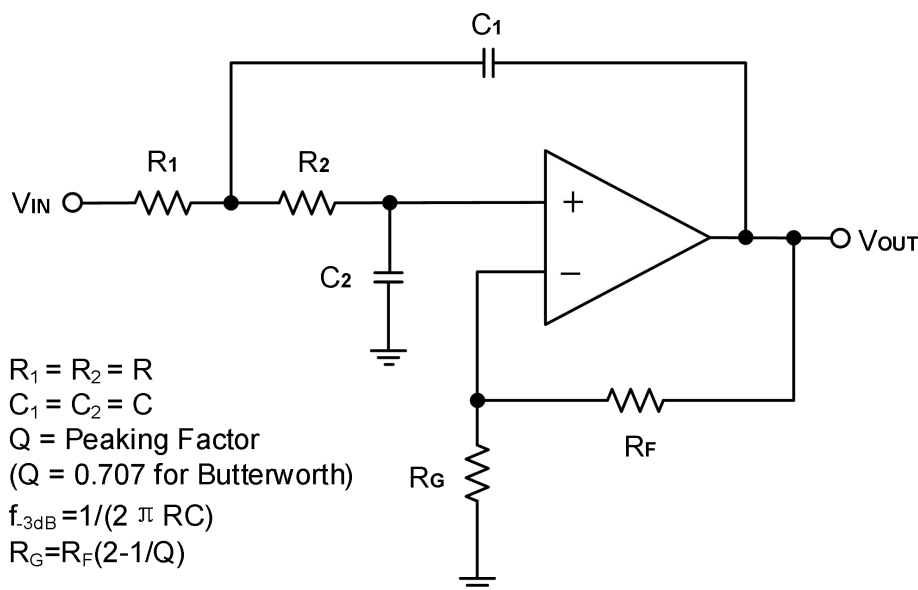 C1
R1
R2
VIN
+
VOUT
C2
−
R1 = R2 = R
C1 = C2 = C
Q = Peaking Factor
(Q = 0.707 for Butterworth)
f-3dB =1/(2 π RC)
RG=RF(2-1/Q)
RF
RG